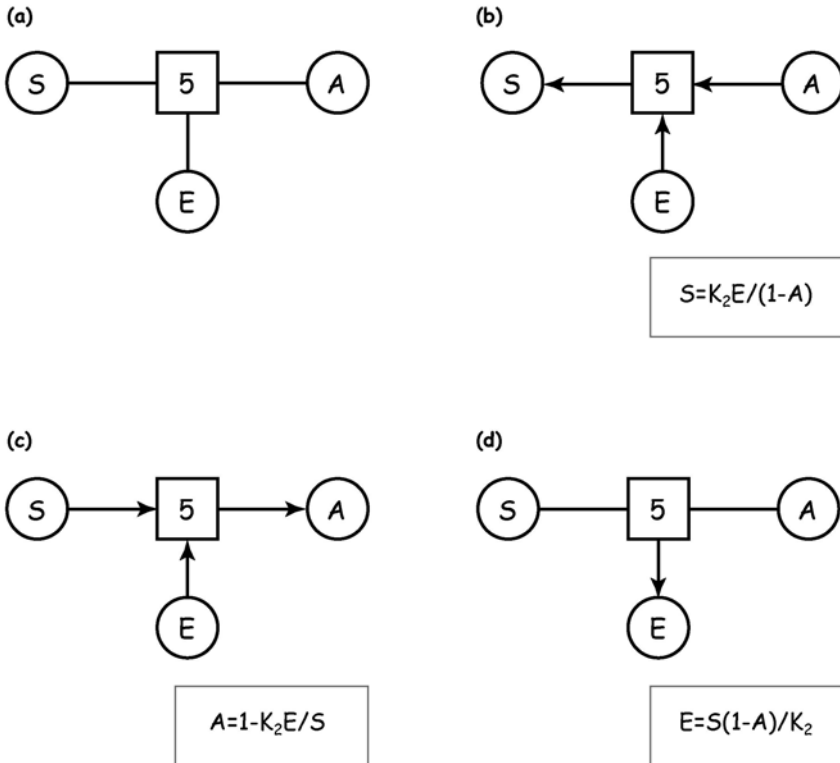 (a)
(b)
S 5 A
S 5 A
E
E
S=K₂E/(1-A)
(c)
(d)
S 5 A
S 5 A
E
E
A=1-K₂E/S
E=S(1-A)/K₂